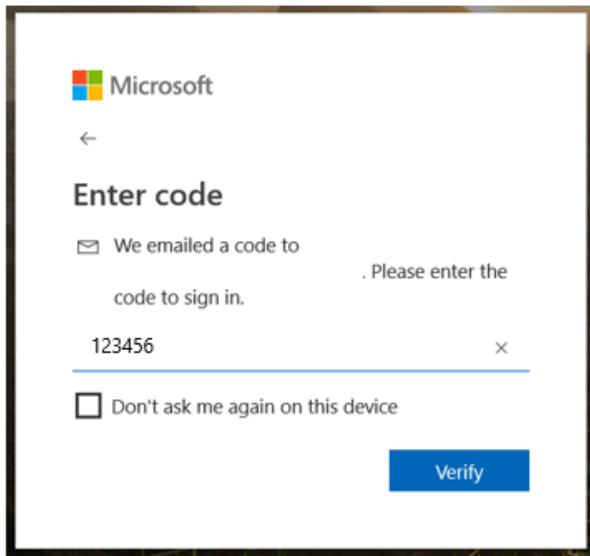 Microsoft
Enter code
We emailed a code to
. Please enter the
code to sign in.
123456
Don't ask me again on this device
Verify